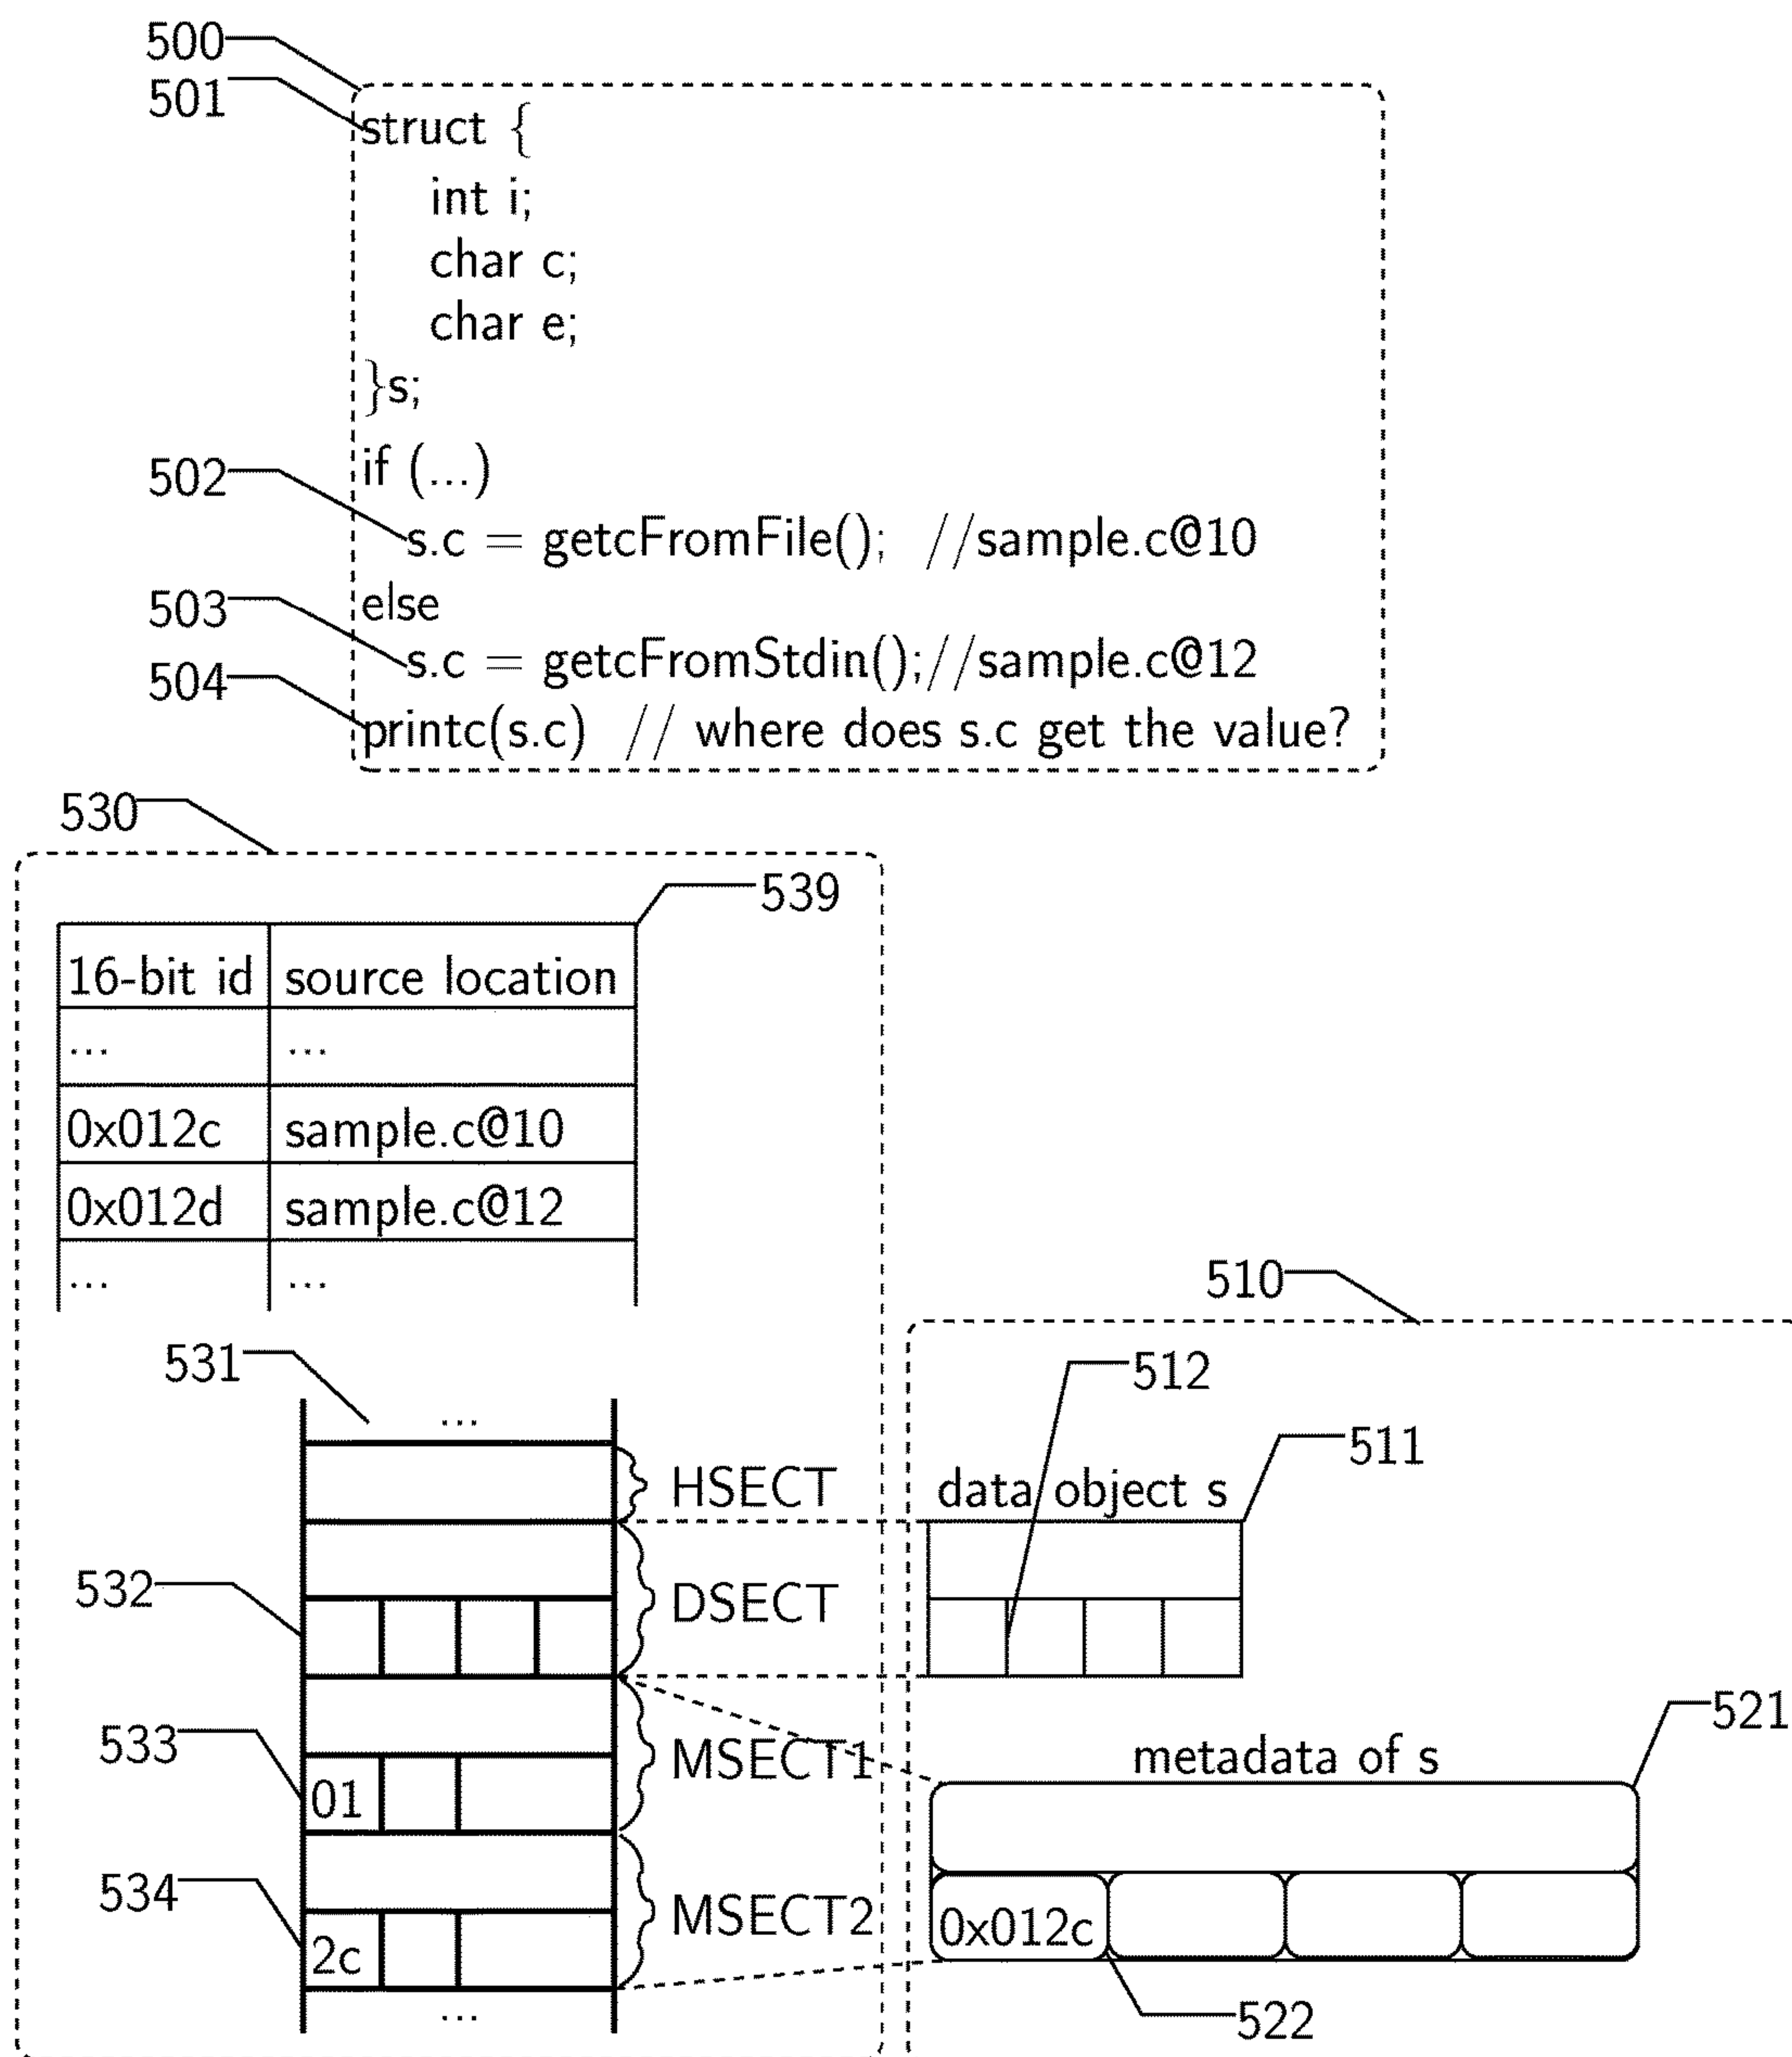 500
501
struct {
int i;
char c;
char e;
}s;
502
if (...)
s.c = getcFromFile(); //sample.c@10
503
else
s.c = getcFromStdin();//sample.c@12
504
printc(s.c) // where does s.c get the value?
530
539
16-bit id source location
... ...
0x012c sample.c@10
0x012d sample.c@12
... ...
510
531
...
512
511
HSECT
data object s
532
DSECT
521
533
01
MSECT1
metadata of s
534
2c
MSECT2
0x012c
...
522